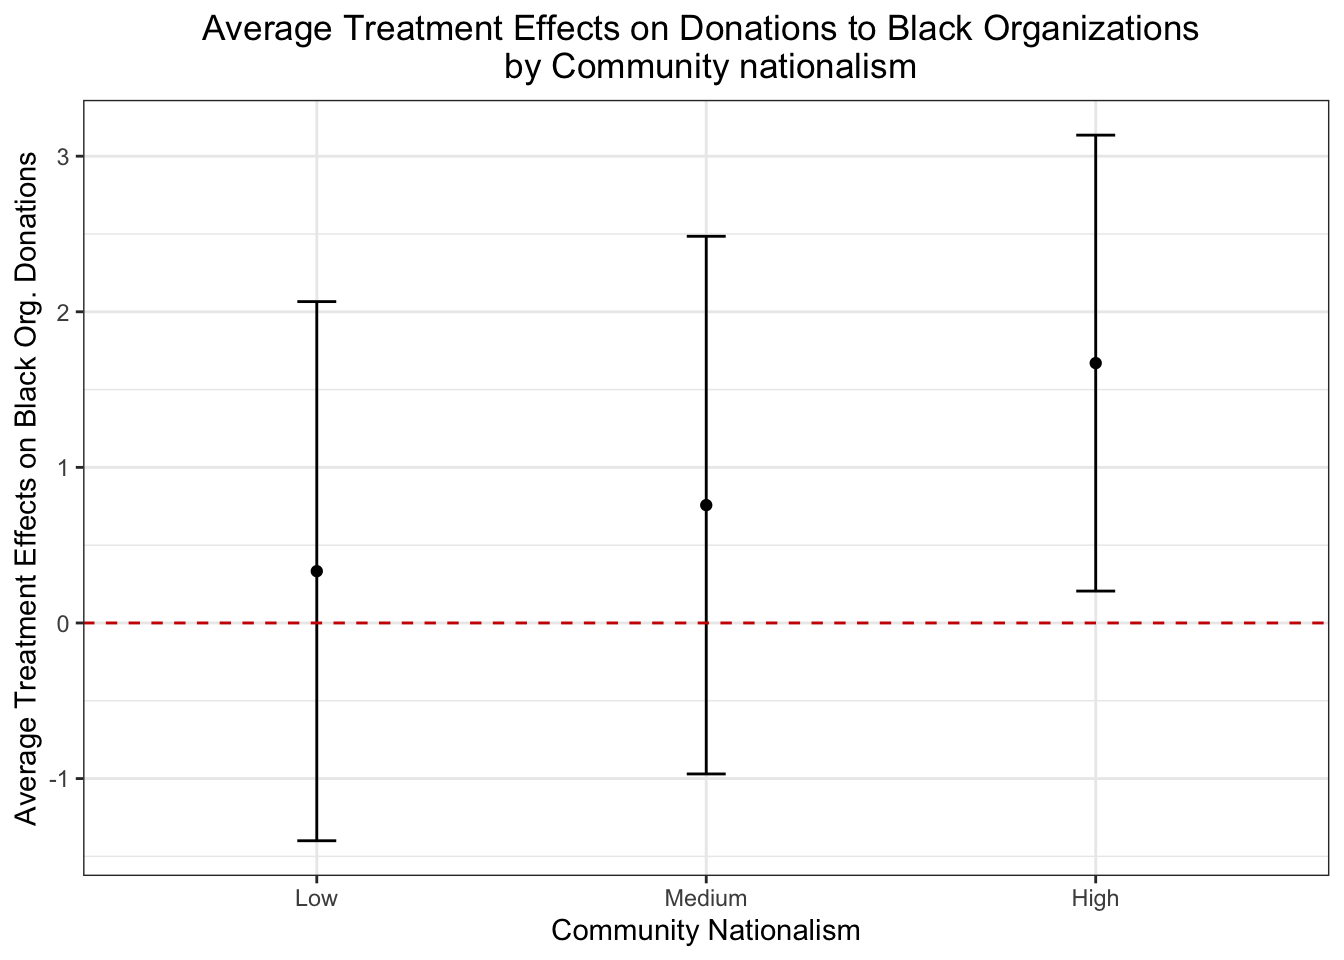 Average Treatment Effects on Donations to Black Organizations
by Community nationalism
Average Treatment Effects on Black Org. Donations
3
2
1
0
-1
Low Medium High
Community Nationalism